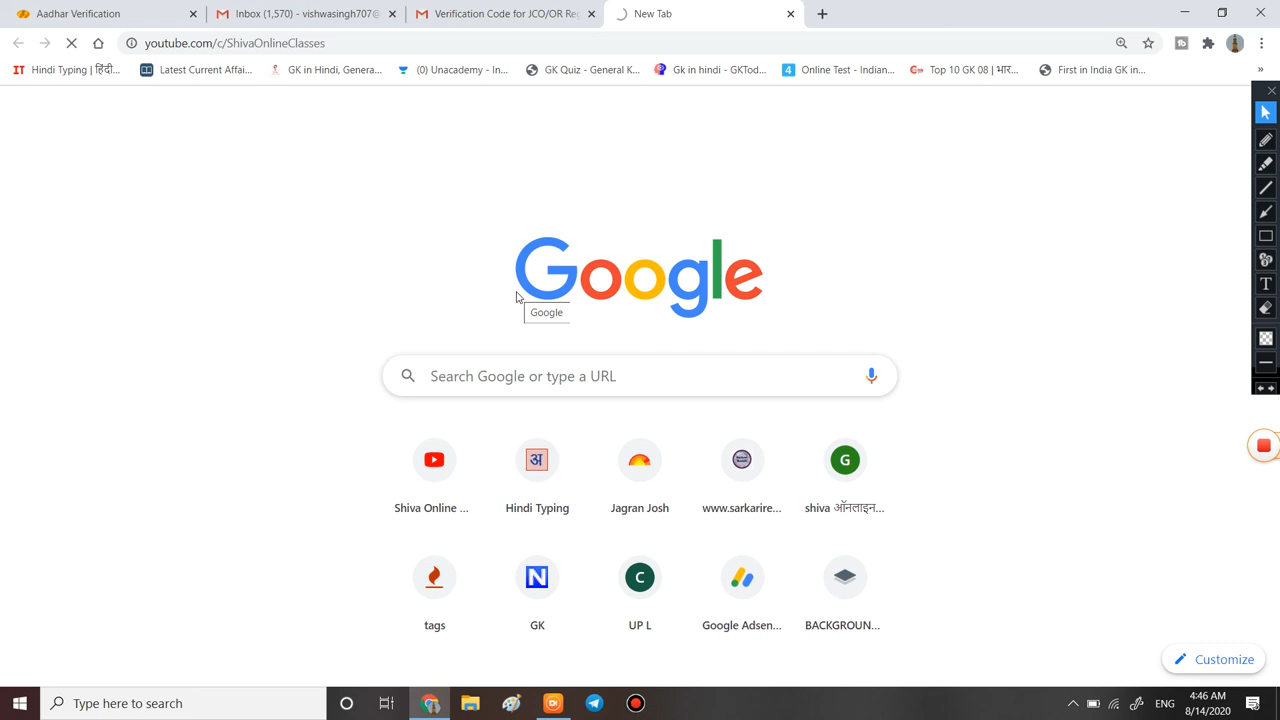 Aadhar Verification
Inbox (1,570) - vishwasingh707@
Verification Code for JCO/OR Reg
New Tab
youtube.com/c/ShivaOnlineClasses
Hindi Typing | हिंदी...
Latest Current Affai...
GK in Hindi, Genera...
(0) Unacademy - In...
GK Quiz - General K...
Gk in hindi - GKTod...
Online Test - Indian...
Top 10 GK 08 | भार...
First in India GK in...
Google
Google
Search Google or type a URL
Shiva Online ...
Hindi Typing
Jagran Josh
www.sarkarire...
shiva ऑनलाइन...
tags
GK
UP L
Google Adsen...
BACKGROUN...
Customize
Type here to search
ENG
4:46 AM
8/14/2020